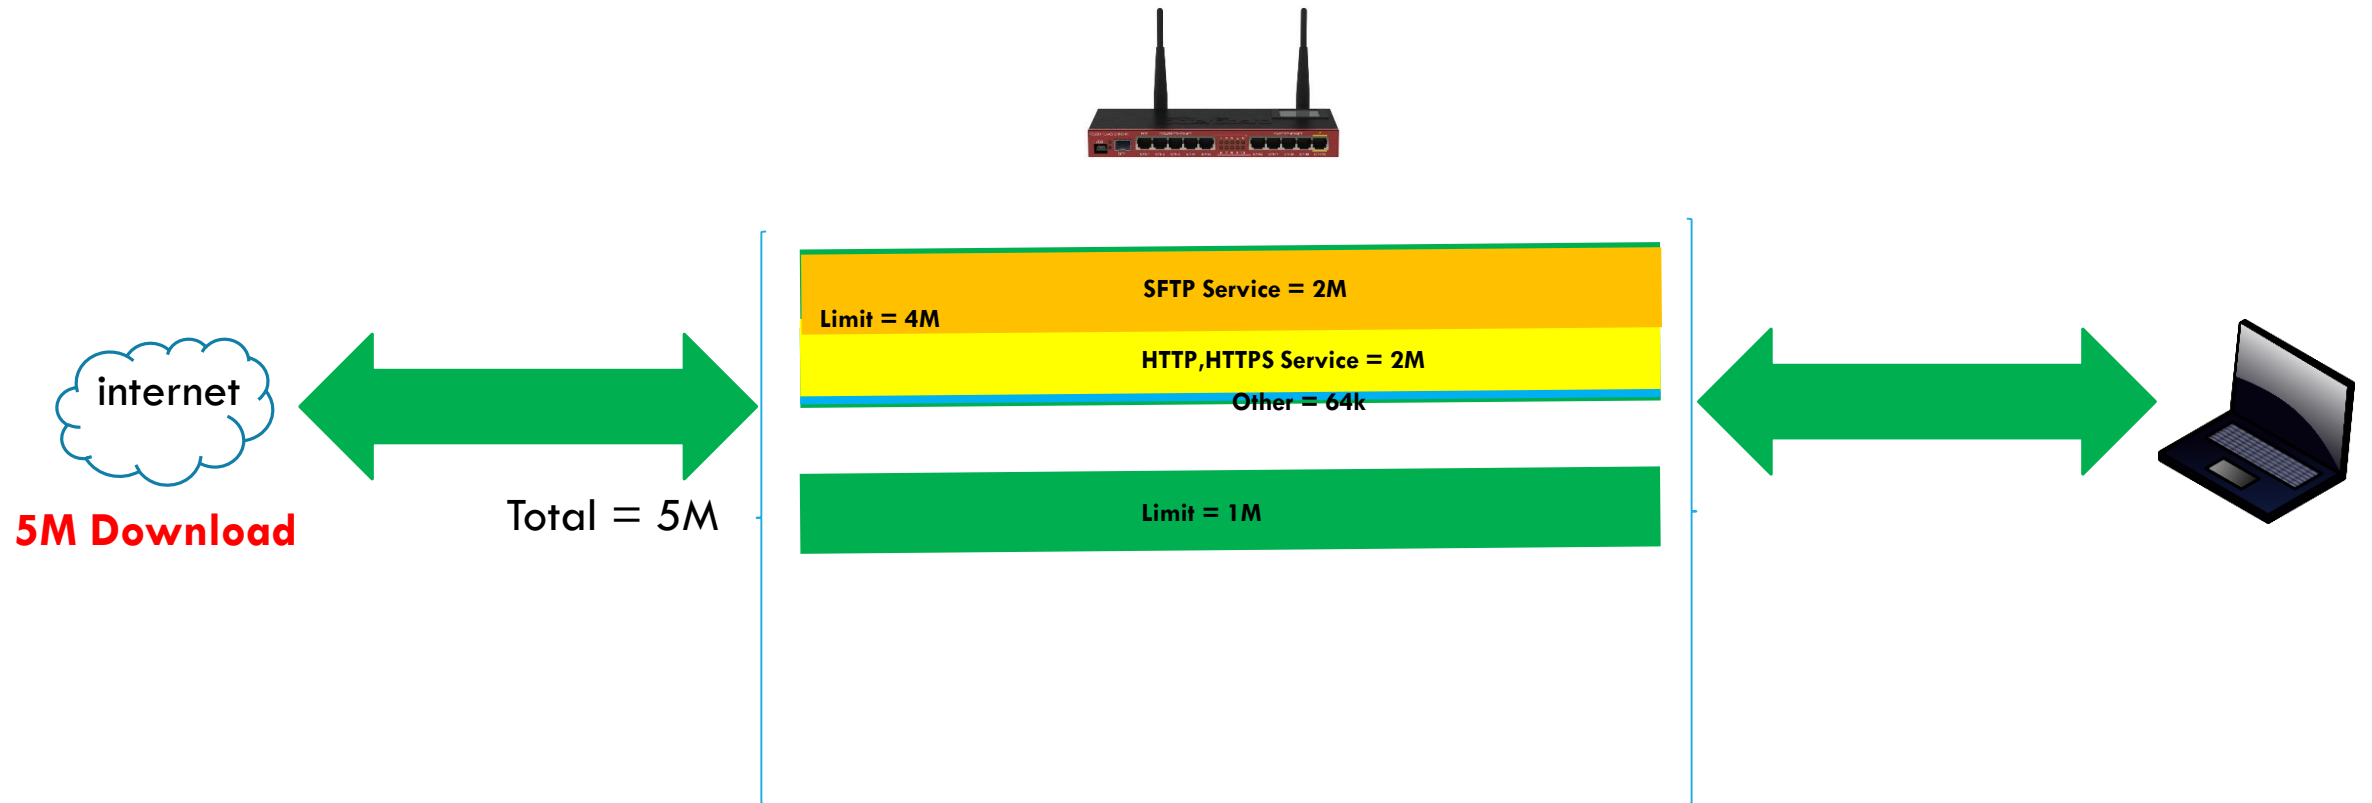 SFTP Service = 2M
Limit = 4M
HTTP,HTTPS Service = 2M
internet
Other = 64k
Total = 5M
Limit = 1M
5M Download